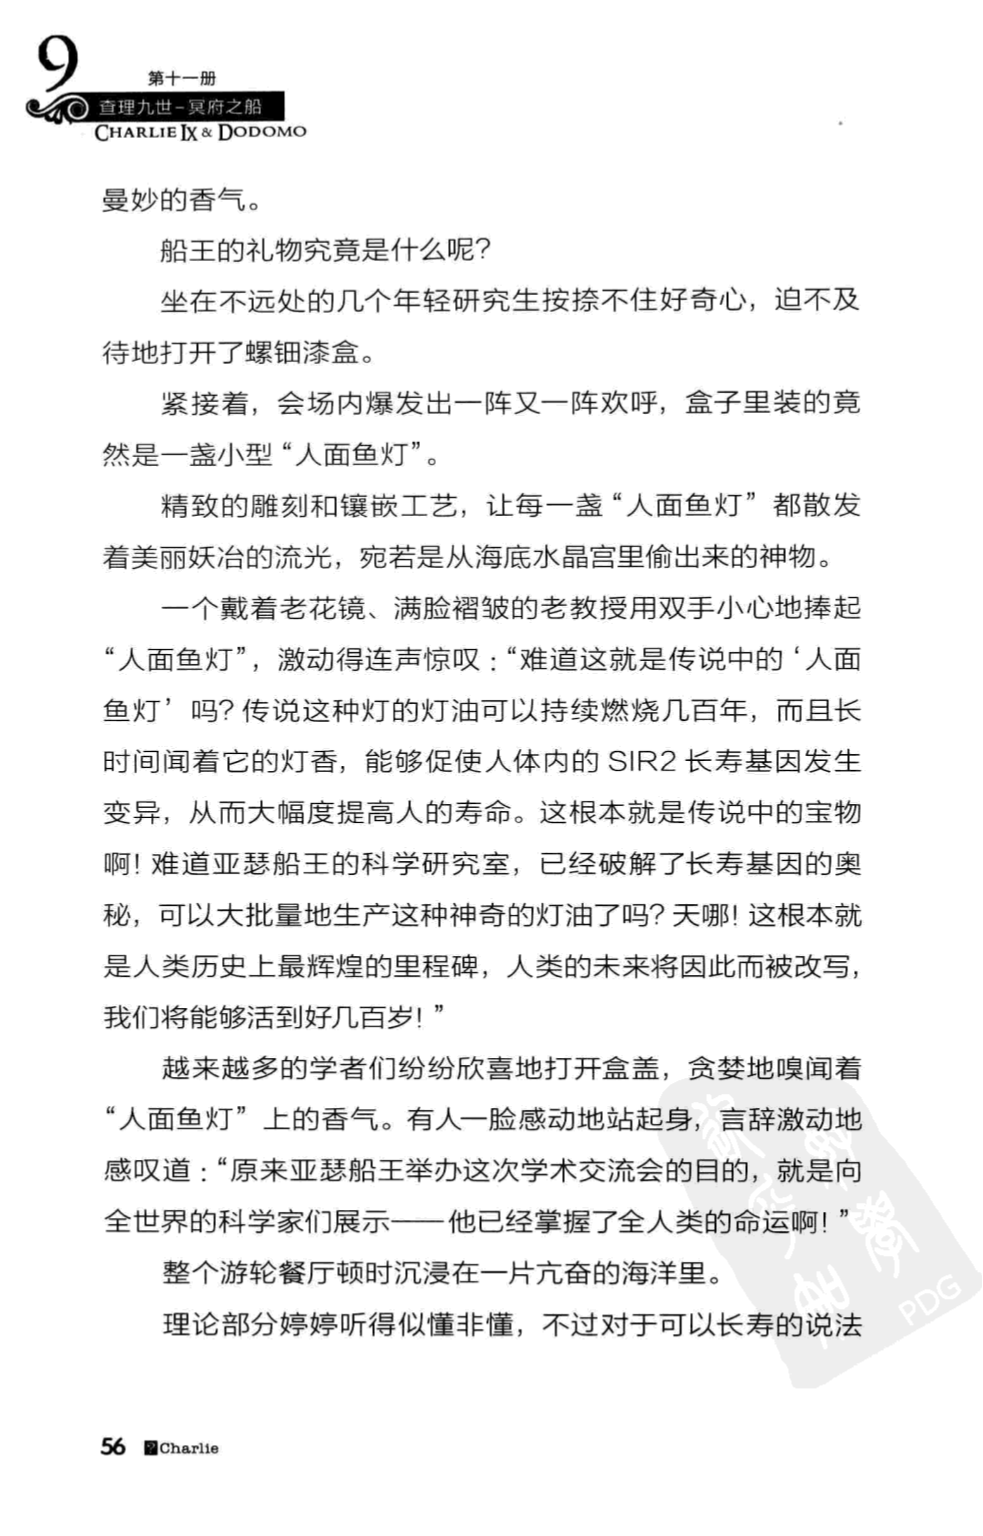 9
第十一册
查理九世-冥府之船
CHARLIE IX & DODOMO
曼妙的香气。
船王的礼物究竟是什么呢？
坐在不远处的几个年轻研究生按捺不住好奇心，迫不及
待地打开了螺钿漆盒。
紧接着，会场内爆发出一阵又一阵欢呼，盒子里装的竟
然是一盏小型“人面鱼灯”。
精致的雕刻和镶嵌工艺，让每一盏“人面鱼灯”都散发
着美丽妖冶的流光，宛若是从海底水晶宫里偷出来的神物。
一个戴着老花镜、满脸褶皱的老教授用双手小心地捧起
“人面鱼灯”，激动得连声惊叹：“难道这就是传说中的‘人面
鱼灯’吗？传说这种灯的灯油可以持续燃烧几百年，而且长
时间闻着它的灯香，能够促使人体内的SIR2长寿基因发生
变异，从而大幅度提高人的寿命。这根本就是传说中的宝物
啊！难道亚瑟船王的科学研究室，已经破解了长寿基因的奥
秘，可以大批量地生产这种神奇的灯油了吗？天哪！这根本就
是人类历史上最辉煌的里程碑，人类的未来将因此而被改写，
我们将能够活到好几百岁！”
越来越多的学者们纷纷欣喜地打开盒盖，贪婪地嗅闻着
“人面鱼灯”上的香气。有人一脸感动地站起身，言辞激动地
感叹道：“原来亚瑟船王举办这次学术交流会的目的，就是向
全世界的科学家们展示——他已经掌握了全人类的命运啊！”
整个游轮餐厅顿时沉浸在一片亢奋的海洋里。
理论部分婷婷听得似懂非懂，不过对于可以长寿的说法
PDG
56 ?Charlie